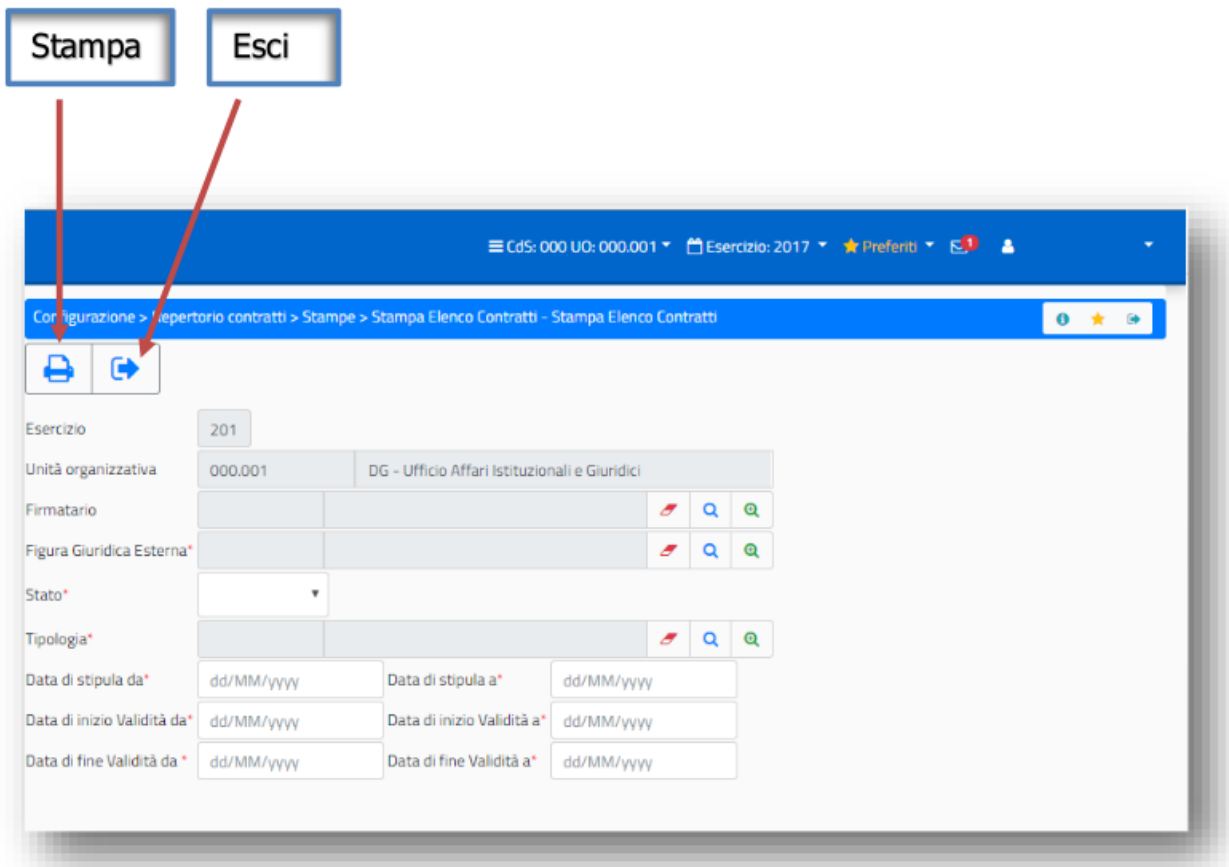 Stampa Esci
CdS: 000 UO: 000.001 Esercizio: 2017 Preferiti 1
Configurazione > Repertorio contratti > Stampe > Stampa Elenco Contratti - Stampa Elenco Contratti
Esercizio 201
Unità organizzativa 000.001 DG - Ufficio Affari Istituzionali e Giuridici
Firmatario
Figura Giuridica Esterna*
Stato*
Tipologia*
Data di stipula da* dd/MM/yyyy Data di stipula a* dd/MM/yyyy
Data di inizio Validità da* dd/MM/yyyy Data di inizio Validità a* dd/MM/yyyy
Data di fine Validità da * dd/MM/yyyy Data di fine Validità a* dd/MM/yyyy